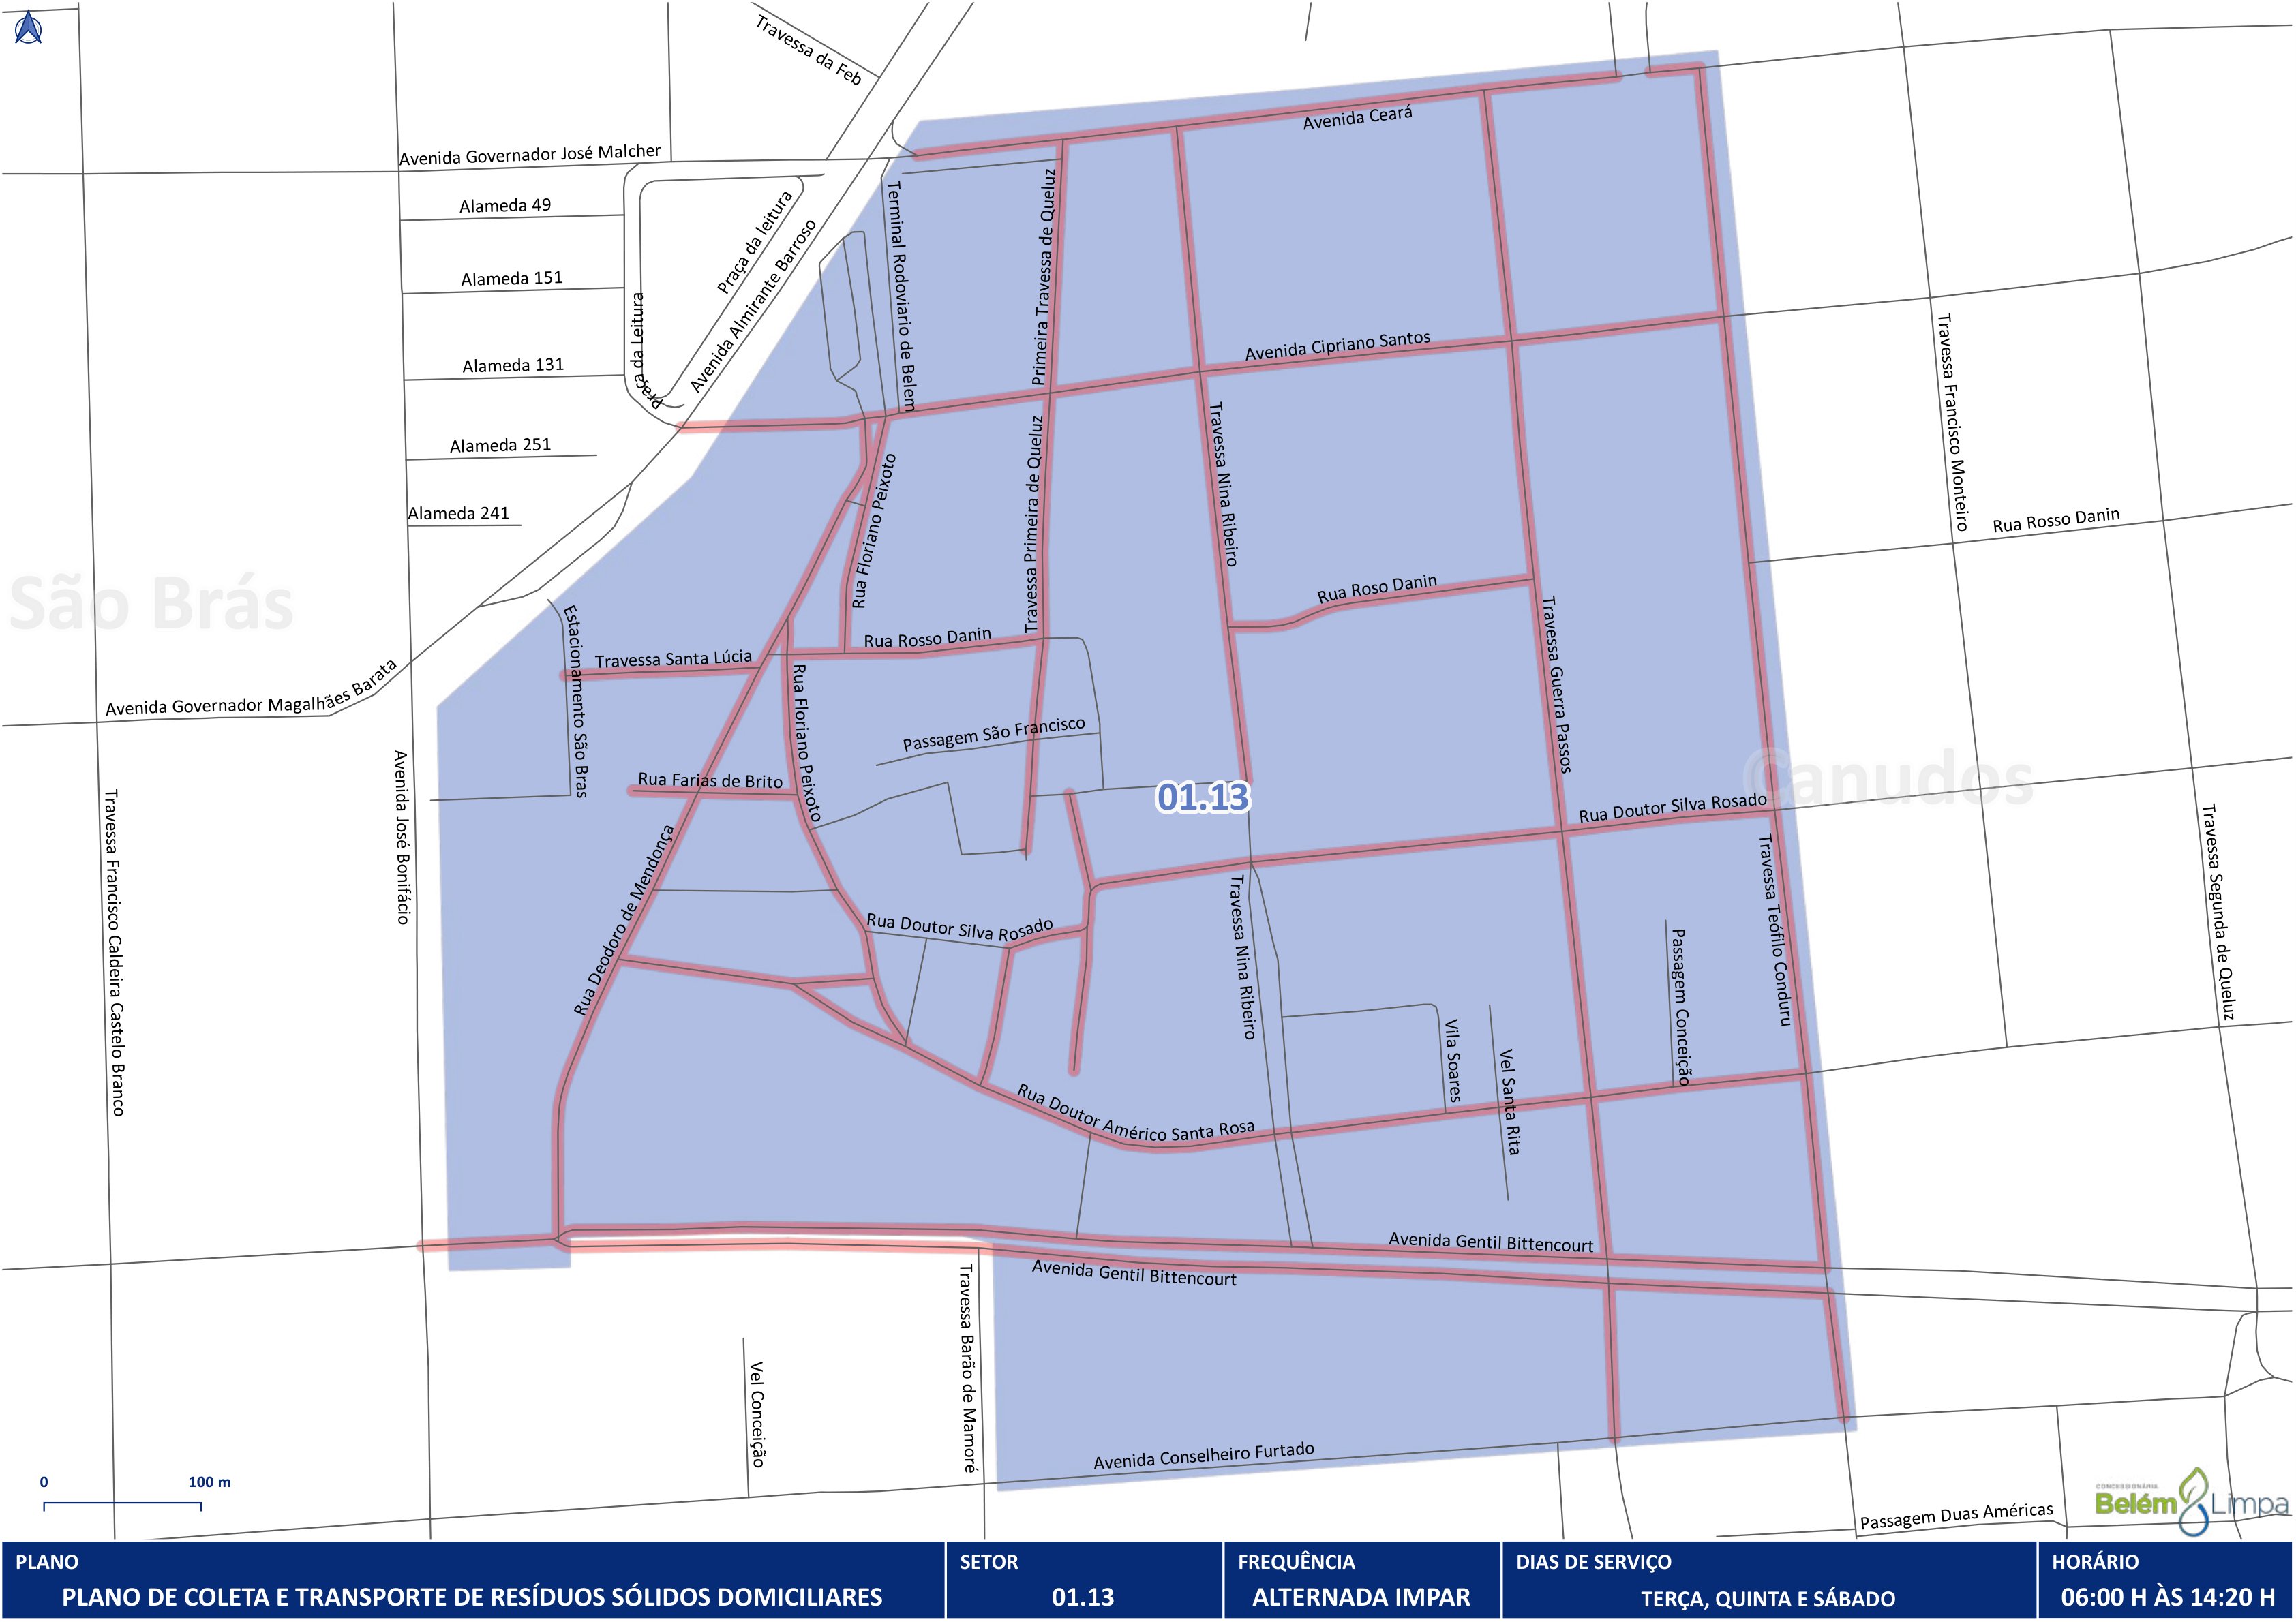 Travessa da Feb
Avenida Ceará
Avenida Governador José Malcher
Alameda 49
Alameda 151
Alameda 131
Alameda 251
Alameda 241
Praça da leitura
Praça da Leitura
Avenida Almirante Barroso
Terminal Rodoviario de Belem
Primeira Travessa de Queluz
Avenida Cipriano Santos
Travessa Francisco Monteiro
Rua Rosso Danin
Travessa Nina Ribeiro
Travessa Primeira de Queluz
Rua Floriano Peixoto
Rua Roso Danin
São Brás
Estacionamento São Bras
Travessa Santa Lúcia
Rua Rosso Danin
Travessa Guerra Passos
Avenida Governador Magalhães Barata
Rua Floriano Peixoto
Passagem São Francisco
Rua Farias de Brito
01.13
Canudos
Rua Doutor Silva Rosado
Avenida José Bonifácio
Travessa Francisco Caldeira Castelo Branco
Rua Deodoro de Mendonça
Rua Doutor Silva Rosado
Travessa Nina Ribeiro
Travessa Teófilo Conduru
Travessa Segunda de Queluz
Passagem Conceição
Vila Soares
Vel Santa Rita
Rua Doutor Américo Santa Rosa
Avenida Gentil Bittencourt
Avenida Gentil Bittencourt
Travessa Barão de Mamoré
Vel Conceição
Avenida Conselheiro Furtado
Passagem Duas Américas
0 100 m
CONCESSIONÁRIA
Belém Limpa
PLANO
PLANO DE COLETA E TRANSPORTE DE RESÍDUOS SÓLIDOS DOMICILIARES
SETOR
01.13
FREQUÊNCIA
ALTERNADA IMPAR
DIAS DE SERVIÇO
TERÇA, QUINTA E SÁBADO
HORÁRIO
06:00 H ÀS 14:20 H